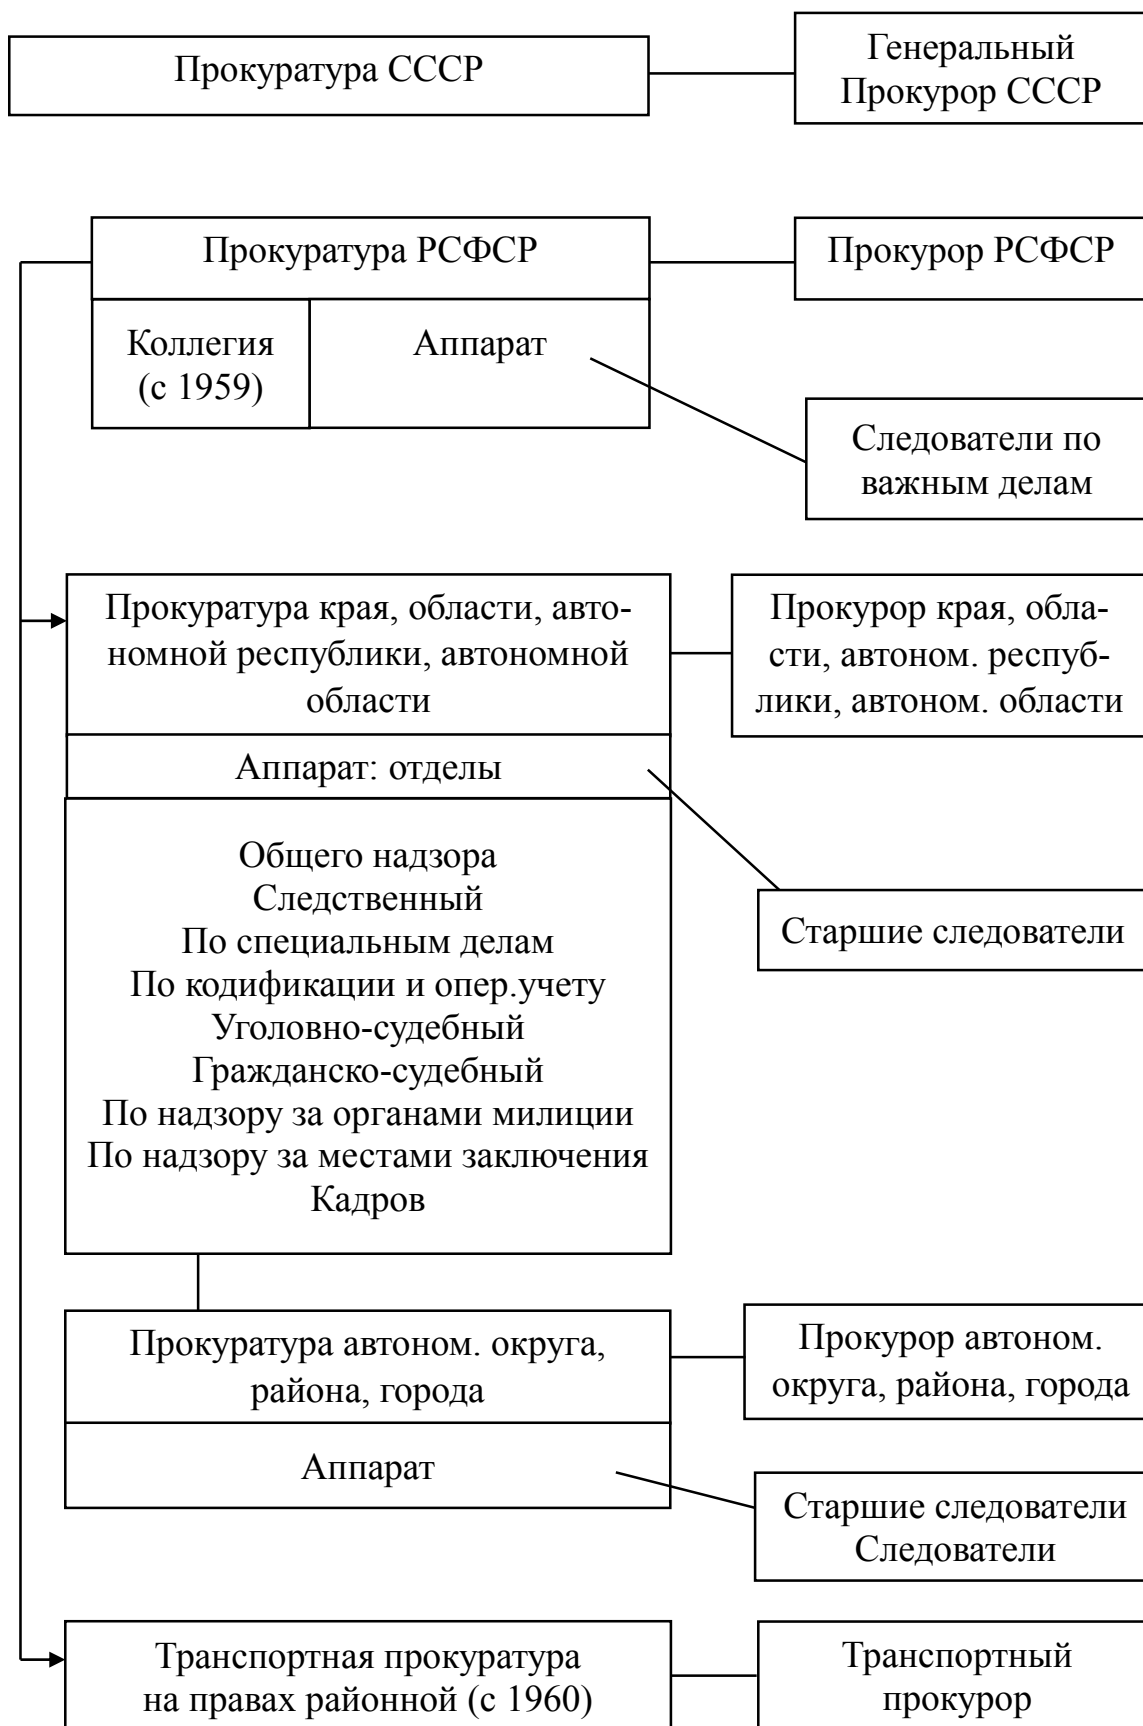 Прокуратура СССР
Генеральный
Прокурор СССР
Прокуратура РСФСР
Прокурор РСФСР
Коллегия
(с 1959)
Аппарат
Следователи по
важным делам
Прокуратура края, области, авто-
номной республики, автономной
области
Прокурор края, обла-
сти, автоном. респуб-
лики, автоном. области
Аппарат: отделы
Общего надзора
Следственный
По специальным делам
По кодификации и опер.учету
Уголовно-судебный
Гражданско-судебный
По надзору за органами милиции
По надзору за местами заключения
Кадров
Старшие следователи
Прокуратура автоном. округа,
района, города
Прокурор автоном.
округа, района, города
Аппарат
Старшие следователи
Следователи
Транспортная прокуратура
на правах районной (с 1960)
Транспортный
прокурор